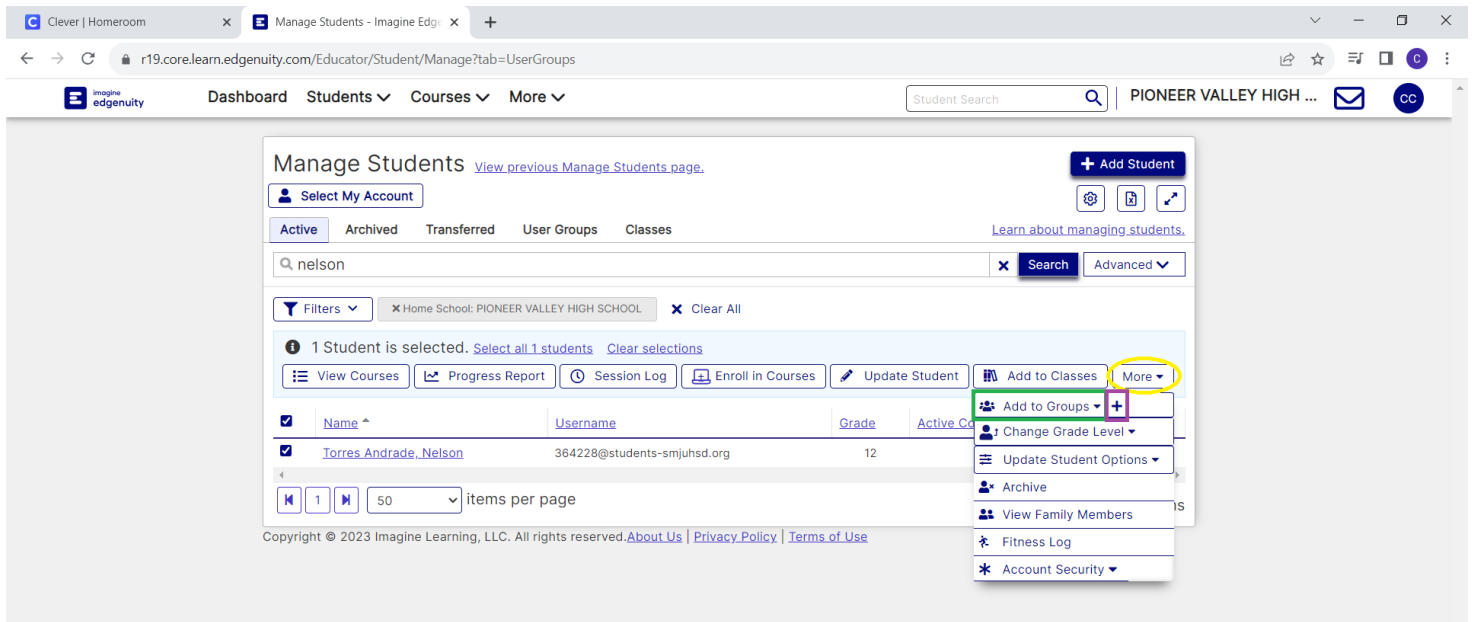 Clever | Homeroom
Manage Students - Imagine Edge
r19.core.learn.edgenuity.com/Educator/Student/Manage?tab=UserGroups
C
imagine
edgenuity
Dashboard Students Courses More
Student Search
PIONEER VALLEY HIGH ...
CC
Manage Students View previous Manage Students page.
+ Add Student
Select My Account
Active Archived Transferred User Groups Classes
Learn about managing students.
nelson
Search
Advanced
Filters
× Home School: PIONEER VALLEY HIGH SCHOOL
Clear All
1 Student is selected. Select all 1 students Clear selections
View Courses Progress Report Session Log Enroll in Courses Update Student Add to Classes More
Add to Groups +
Name Username Grade Active Co
Change Grade Level
Torres Andrade, Nelson 364228@students-smjuhsd.org 12
Update Student Options
Archive
1 50 items per page
View Family Members
Fitness Log
Copyright © 2023 Imagine Learning, LLC. All rights reserved.About Us | Privacy Policy | Terms of Use
Account Security